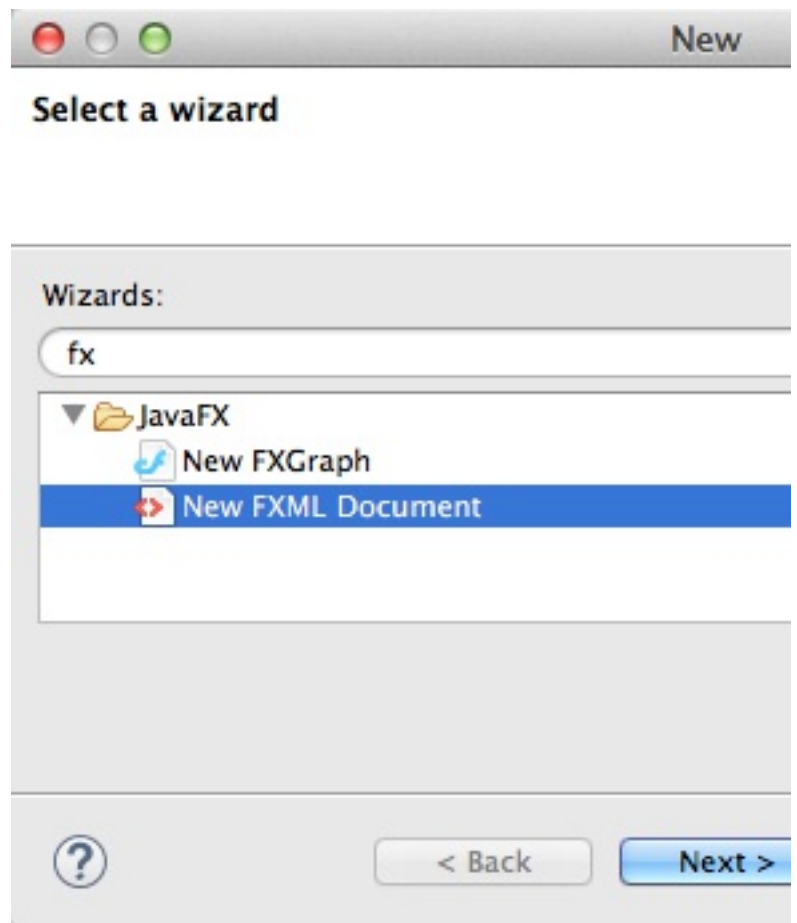 New
Select a wizard
Wizards:
fx
JavaFX
New FXGraph
New FXML Document
?
< Back
Next >